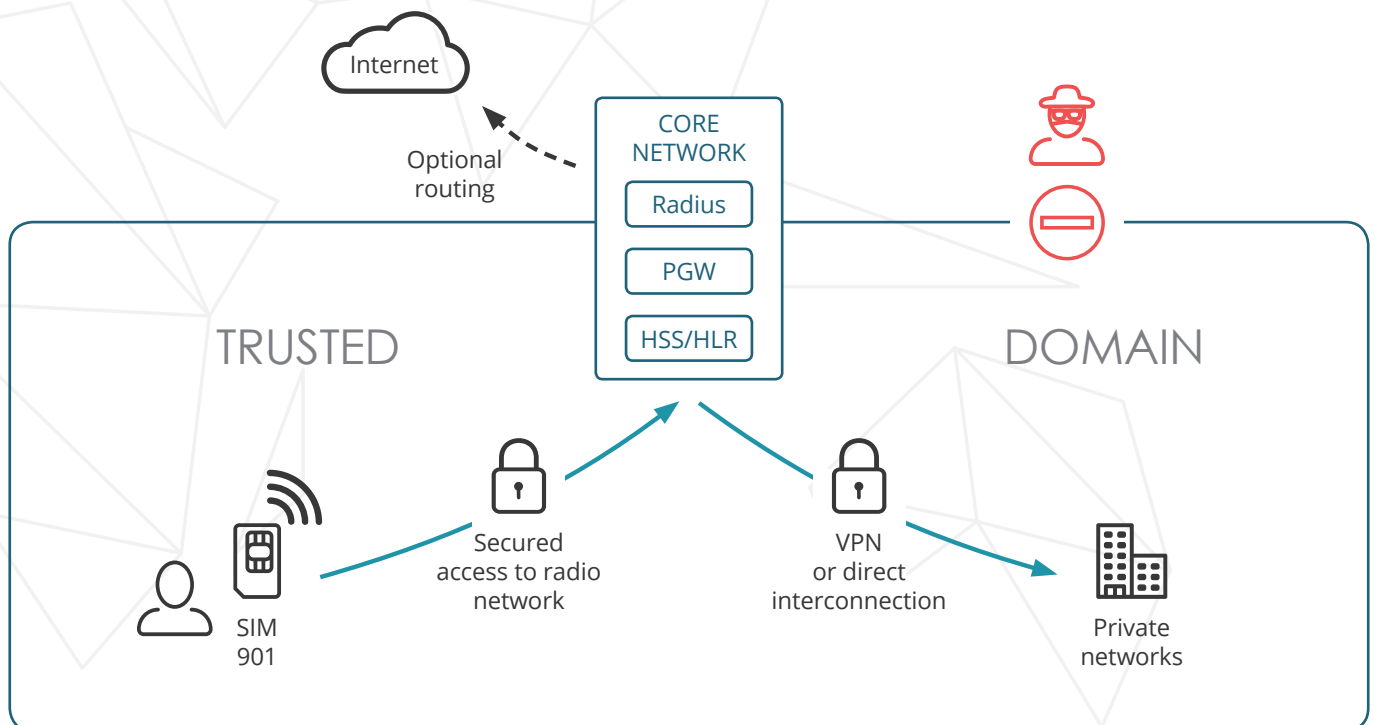 Internet
Optional
routing
CORE
NETWORK
Radius
PGW
HSS/HLR
TRUSTED
DOMAIN
SIM
901
Secured
access to radio
network
VPN
or direct
interconnection
Private
networks